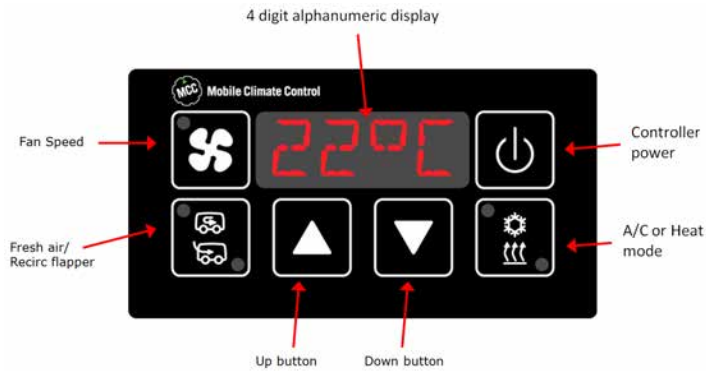 4 digit alphanumeric display
MCC
Mobile Climate Control
22°C
Fan Speed
Controller
power
Fresh air/
Recirc flapper
A/C or Heat
mode
Up button
Down button